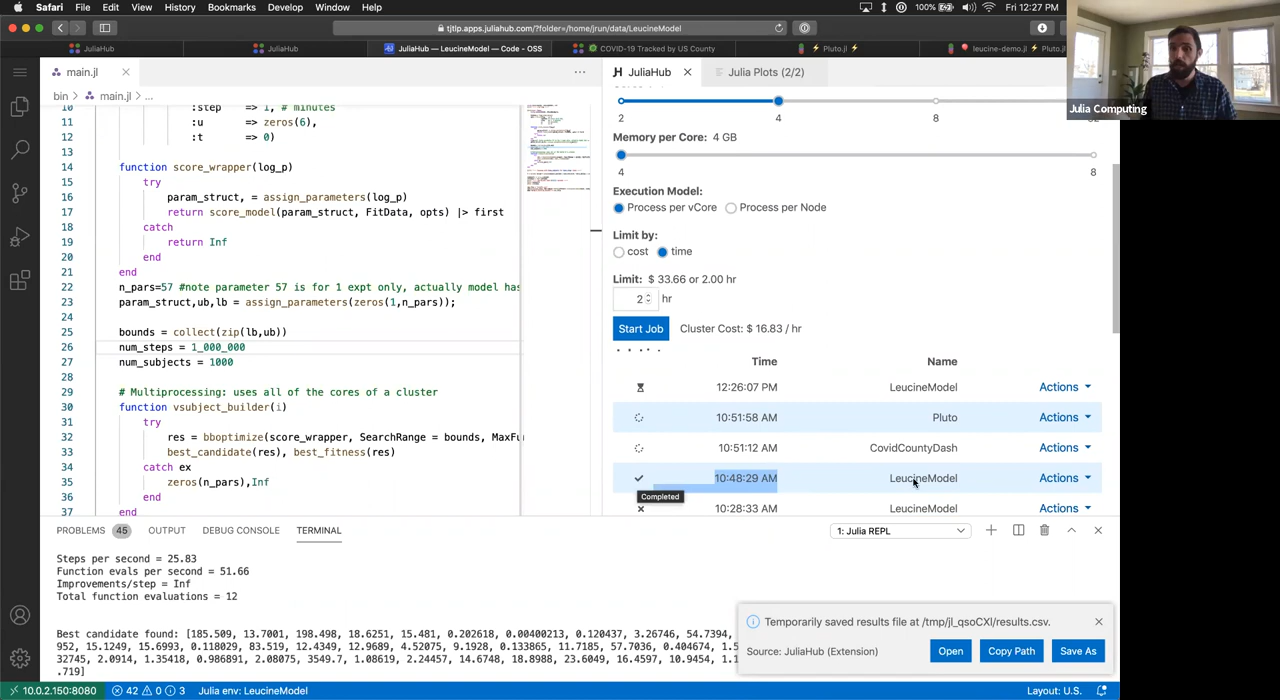 Safari File Edit View History Bookmarks Develop Window Help 100% Fri 12:27 PM
tjtlp.apps.juliahub.com/?folder=/home/jrun/data/LeucineModel
JuliaHub JuliaHub JuliaHub — LeucineModel — Code - OSS COVID-19 Tracked by US County ⚡ Pluto.jl ⚡ leucine-demo.jl ⚡ Pluto.jl
Julia Computing
main.jl
bin > main.jl > ...
10 :step => 1, # minutes
11 :u => zeros(6),
12 :t => 0)
13
14 function score_wrapper(log_p)
15 try
16 param_struct, = assign_parameters(log_p)
17 return score_model(param_struct, FitData, opts) |> first
18 catch
19 return Inf
20 end
21 end
22 n_pars=57 #note parameter 57 is for 1 expt only, actually model has
23 param_struct,ub,lb = assign_parameters(zeros(1,n_pars));
24
25 bounds = collect(zip(lb,ub))
26 num_steps = 1_000_000
27 num_subjects = 1000
28
29 # Multiprocessing: uses all of the cores of a cluster
30 function vsubject_builder(i)
31 try
32 res = bboptimize(score_wrapper, SearchRange = bounds, MaxFu
33 best_candidate(res), best_fitness(res)
34 catch ex
35 zeros(n_pars),Inf
36 end
37 end
JuliaHub Julia Plots (2/2)
2 4 8
Memory per Core: 4 GB
4 8
Execution Model:
Process per vCore Process per Node
Limit by:
cost time
Limit: $ 33.66 or 2.00 hr
2 hr
Start Job Cluster Cost: $ 16.83 / hr
Time Name
12:26:07 PM LeucineModel Actions
10:51:58 AM Pluto Actions
10:51:12 AM CovidCountyDash Actions
10:48:29 AM LeucineModel Actions
Completed
10:28:33 AM LeucineModel Actions
PROBLEMS 45 OUTPUT DEBUG CONSOLE TERMINAL 1: Julia REPL
Steps per second = 25.83
Function evals per second = 51.66
Improvements/step = Inf
Total function evaluations = 12
Best candidate found: [185.509, 13.7001, 198.498, 18.6251, 15.481, 0.202618, 0.00400213, 0.120437, 3.26746, 54.7394,
952, 15.1249, 15.6993, 0.118029, 83.519, 12.4349, 12.9689, 4.52075, 9.1928, 0.133865, 11.7185, 57.7036, 0.404674, 1.5
32745, 2.0914, 1.35418, 0.986891, 2.08075, 3549.7, 1.08619, 2.24457, 14.6748, 18.8988, 23.6049, 16.4597, 10.9454, 1.1
.719]
Temporarily saved results file at /tmp/jl_qsoCXl/results.csv.
Source: JuliaHub (Extension) Open Copy Path Save As
10.0.2.150:8080 42 0 3 Julia env: LeucineModel Layout: U.S.